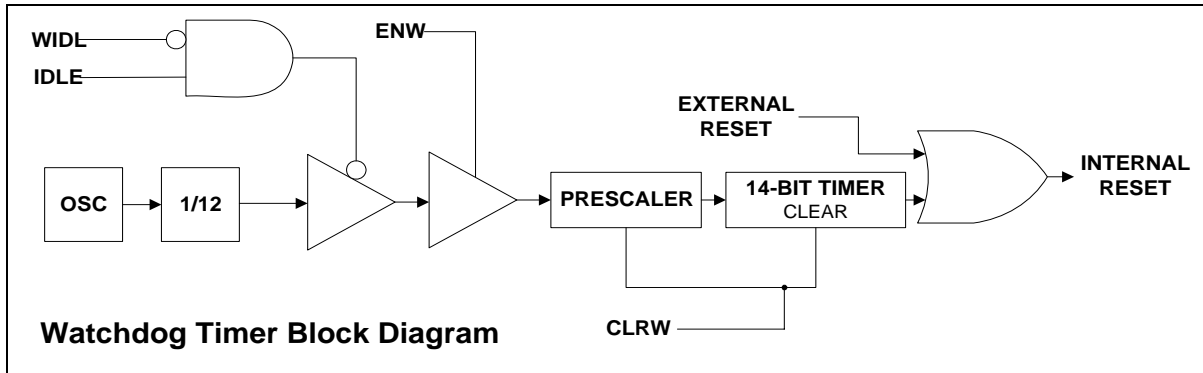 WIDL
IDLE
ENW
EXTERNAL
RESET
OSC
1/12
PRESCALER
14-BIT TIMER
CLEAR
INTERNAL
RESET
CLRW
Watchdog Timer Block Diagram